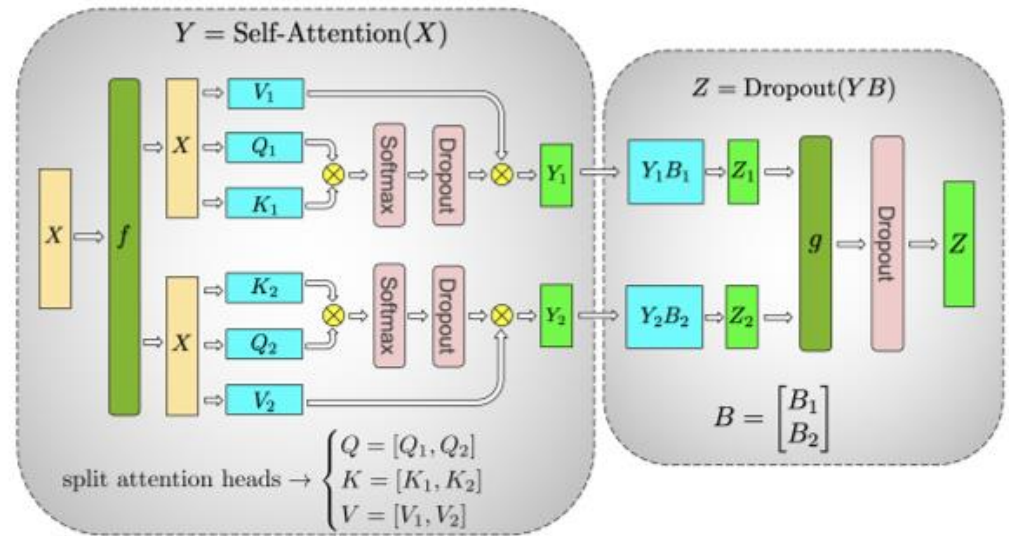 Y = Self-Attention(X)
X
f
X
V₁
Q₁
K₁
Softmax
Dropout
Y₁
X
K₂
Q₂
V₂
Softmax
Dropout
Y₂
split attention heads → { Q = [Q₁, Q₂]
K = [K₁, K₂]
V = [V₁, V₂]
Z = Dropout(YB)
Y₁B₁
Z₁
Y₂B₂
Z₂
g
Dropout
Z
B = [B₁
B₂]